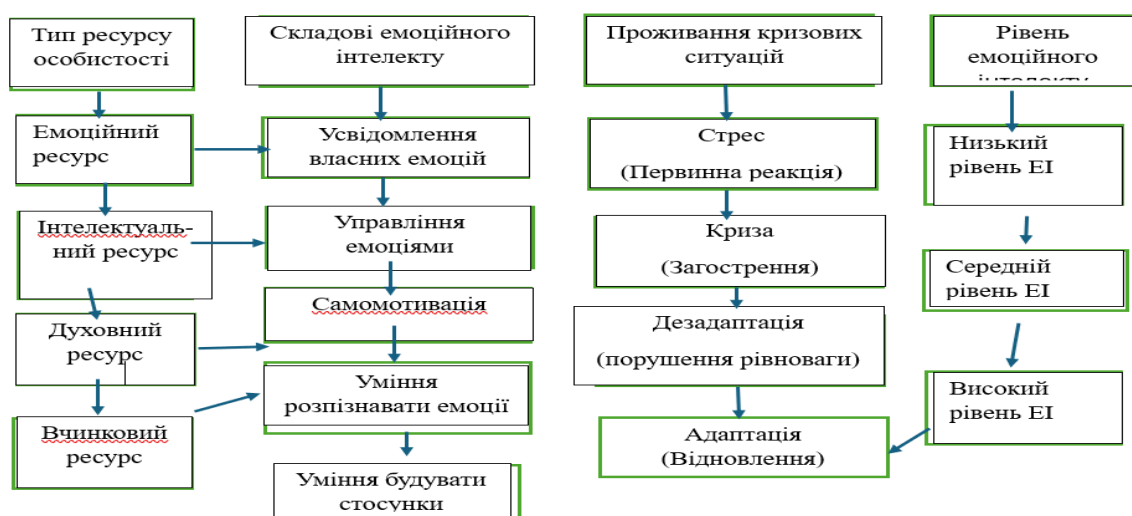 Тип ресурсу
особистості
Емоційний
ресурс
Інтелектуаль-
ний ресурс
Духовний
ресурс
Вчинковий
ресурс
Складові емоційного
інтелекту
Усвідомлення
власних емоцій
Управління
емоціями
Самомотивація
Уміння
розпізнавати емоції
Уміння будувати
стосунки
Проживання кризових
ситуацій
Стрес
(Первинна реакція)
Криза
(Загострення)
Дезадаптація
(порушення рівноваги)
Адаптація
(Відновлення)
Рівень
емоційного
інтелекту
Низький
рівень ЕІ
Середній
рівень ЕІ
Високий
рівень ЕІ